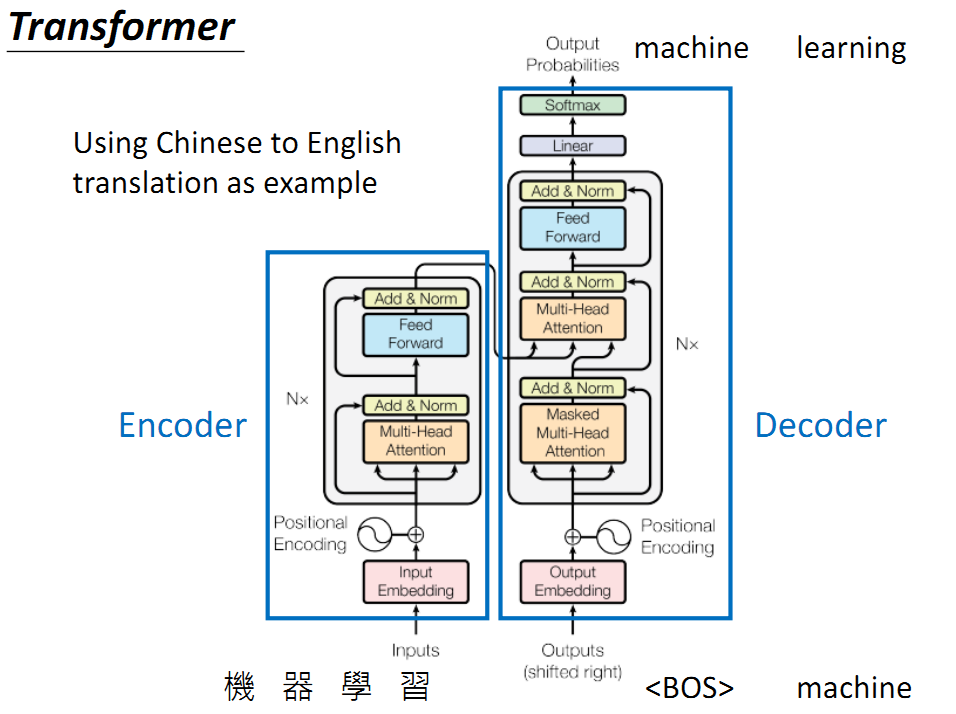 Transformer
Output
Probabilities
machine learning
Softmax
Linear
Using Chinese to English
translation as example
Add & Norm
Feed
Forward
Add & Norm
Multi-Head
Attention
Add & Norm
Feed
Forward
N×
Add & Norm
Masked
Multi-Head
Attention
N×
Add & Norm
Multi-Head
Attention
Encoder
Decoder
Positional
Encoding
Positional
Encoding
Input
Embedding
Output
Embedding
Inputs
Outputs
(shifted right)
機 器 學 習
<BOS> machine